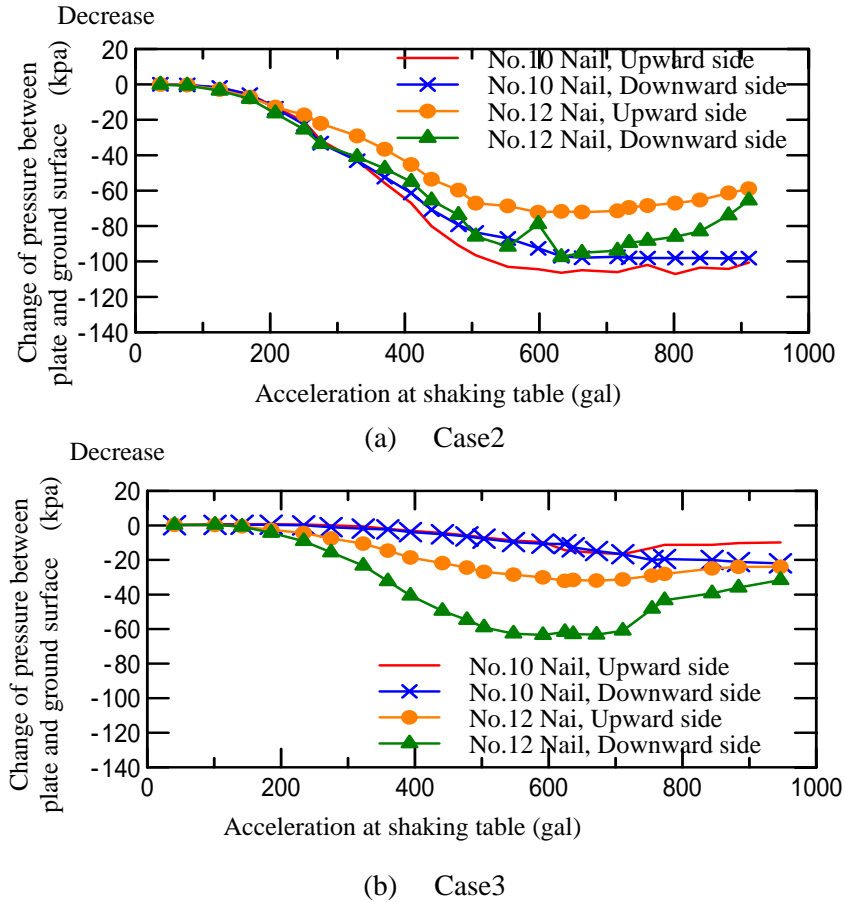 Decrease
Change of pressure between
plate and ground surface (kpa)
20
0
-20
-40
-60
-80
-100
-120
-140
No.10 Nail, Upward side
No.10 Nail, Downward side
No.12 Nai, Upward side
No.12 Nail, Downward side
0 200 400 600 800 1000
Acceleration at shaking table (gal)
(a) Case2
Decrease
Change of pressure between
plate and ground surface (kpa)
20
0
-20
-40
-60
-80
-100
-120
-140
No.10 Nail, Upward side
No.10 Nail, Downward side
No.12 Nai, Upward side
No.12 Nail, Downward side
0 200 400 600 800 1000
Acceleration at shaking table (gal)
(b) Case3